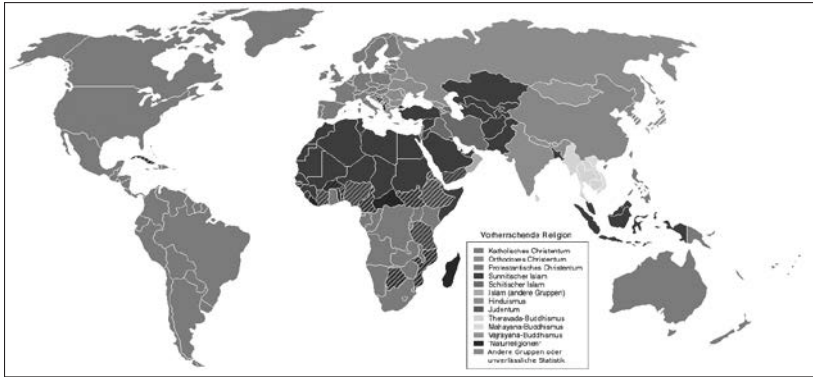 Vorherrschende Religion
Katholisches Christentum
Orthodoxes Christentum
Protestantisches Christentum
Sunnitischer Islam
Schiitischer Islam
Islam (andere Gruppen)
Hinduismus
Judentum
Theravada-Buddhismus
Mahayana-Buddhismus
Vajrayana-Buddhismus
"Naturreligionen"
Andere Gruppen oder
unverlässliche Statistik